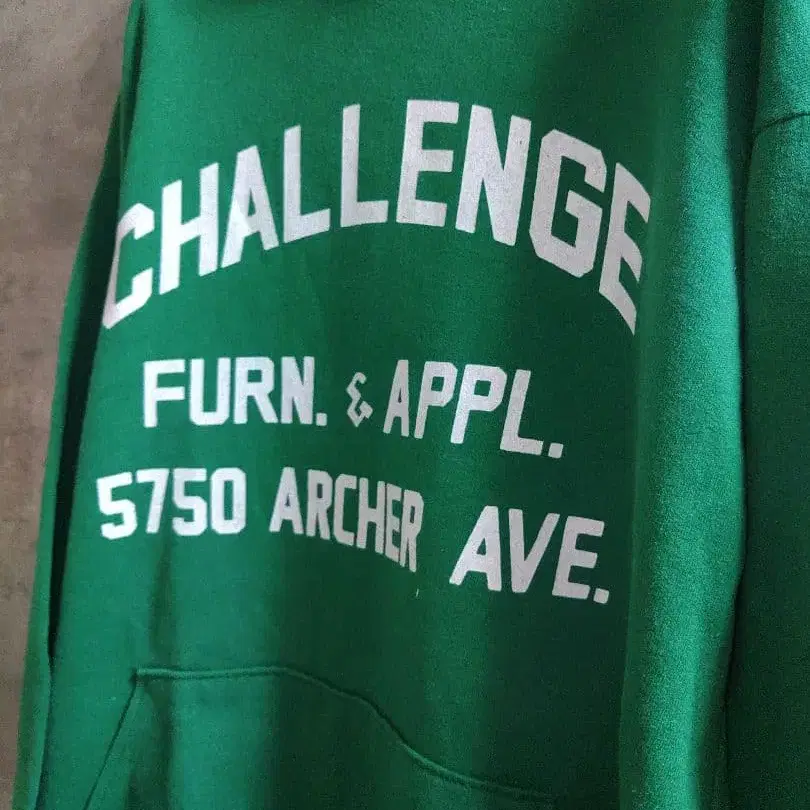 CHALLENGE
FURN. & APPL.
5750 ARCHER AVE.